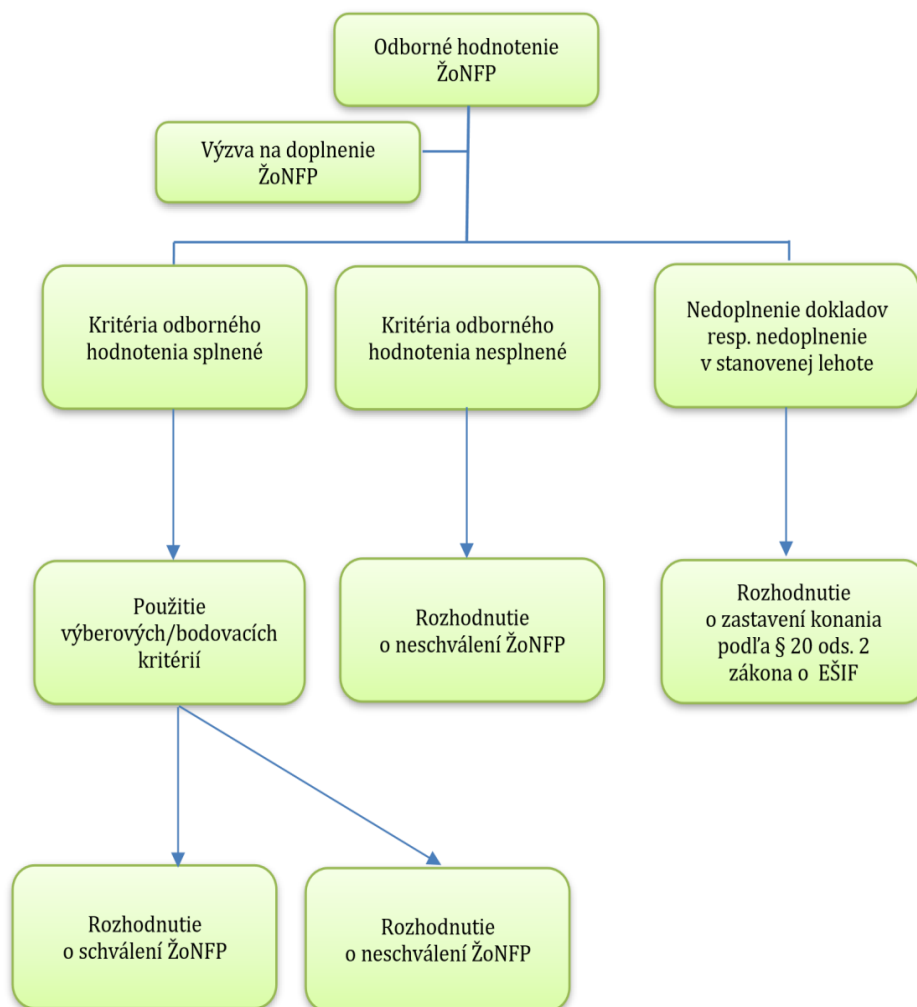 Odborné hodnotenie
ŽoNFP
Výzva na doplnenie
ŽoNFP
Kritéria odborného
hodnotenia splnené
Kritéria odborného
hodnotenia nesplnené
Nedoplnenie dokladov
resp. nedoplnenie
v stanovenej lehote
Použitie
výberových/bodovacích
kritérií
Rozhodnutie
o neschválení ŽoNFP
Rozhodnutie
o zastavení konania
podľa § 20 ods. 2
zákona o EŠIF
Rozhodnutie
o schválení ŽoNFP
Rozhodnutie
o neschválení ŽoNFP